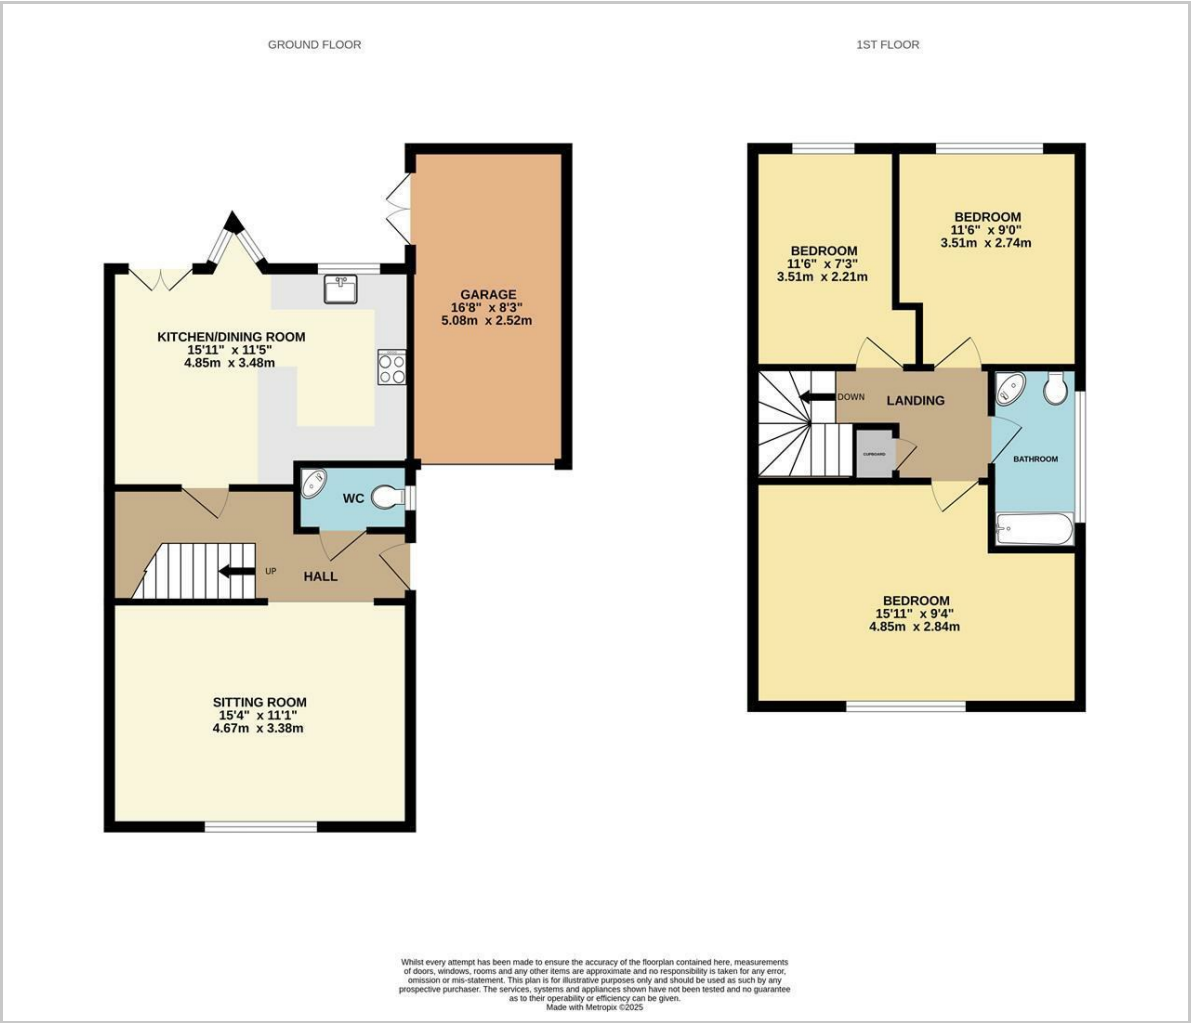 GROUND FLOOR
1ST FLOOR
KITCHEN/DINING ROOM
15'11" x 11'5"
4.85m x 3.48m
GARAGE
16'8" x 8'3"
5.08m x 2.52m
WC
UP
HALL
SITTING ROOM
15'4" x 11'1"
4.67m x 3.38m
BEDROOM
11'6" x 7'3"
3.51m x 2.21m
BEDROOM
11'6" x 9'0"
3.51m x 2.74m
DOWN
LANDING
CUPBOARD
BATHROOM
BEDROOM
15'11" x 9'4"
4.85m x 2.84m
Whilst every attempt has been made to ensure the accuracy of the floorplan contained here, measurements
of doors, windows, rooms and any other items are approximate and no responsibility is taken for any error,
omission or mis-statement. This plan is for illustrative purposes only and should be used as such by any
prospective purchaser. The services, systems and appliances shown have not been tested and no guarantee
as to their operability or efficiency can be given.
Made with Metropix ©2025